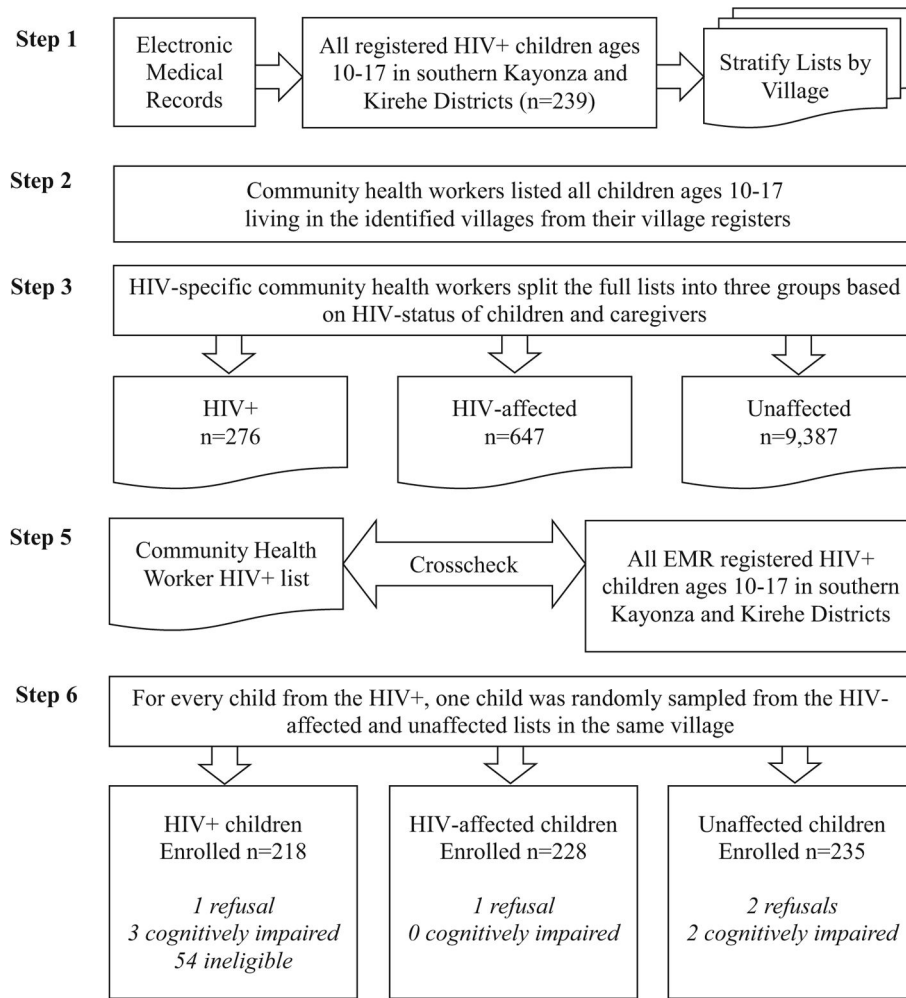 Step 1
Electronic
Medical
Records
All registered HIV+ children ages
10-17 in southern Kayonza and
Kirehe Districts (n=239)
Stratify Lists by
Village
Step 2
Community health workers listed all children ages 10-17
living in the identified villages from their village registers
Step 3
HIV-specific community health workers split the full lists into three groups based
on HIV-status of children and caregivers
HIV+
n=276
HIV-affected
n=647
Unaffected
n=9,387
Step 5
Community Health
Worker HIV+ list
Crosscheck
All EMR registered HIV+
children ages 10-17 in southern
Kayonza and Kirehe Districts
Step 6
For every child from the HIV+, one child was randomly sampled from the HIV-
affected and unaffected lists in the same village
HIV+ children
Enrolled n=218
1 refusal
3 cognitively impaired
54 ineligible
HIV-affected children
Enrolled n=228
1 refusal
0 cognitively impaired
Unaffected children
Enrolled n=235
2 refusals
2 cognitively impaired